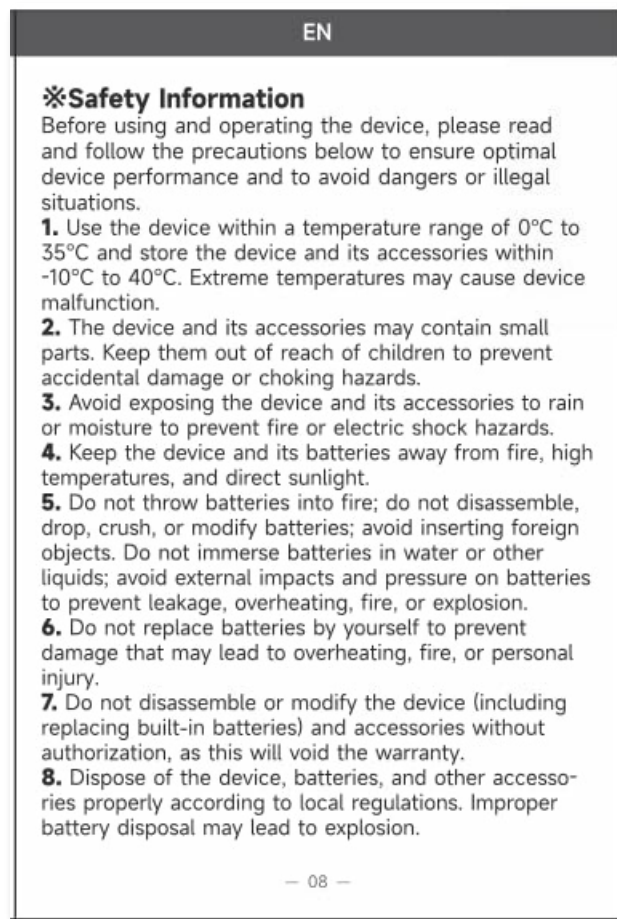 EN
※Safety Information
Before using and operating the device, please read
and follow the precautions below to ensure optimal
device performance and to avoid dangers or illegal
situations.
1. Use the device within a temperature range of 0°C to
35°C and store the device and its accessories within
-10°C to 40°C. Extreme temperatures may cause device
malfunction.
2. The device and its accessories may contain small
parts. Keep them out of reach of children to prevent
accidental damage or choking hazards.
3. Avoid exposing the device and its accessories to rain
or moisture to prevent fire or electric shock hazards.
4. Keep the device and its batteries away from fire, high
temperatures, and direct sunlight.
5. Do not throw batteries into fire; do not disassemble,
drop, crush, or modify batteries; avoid inserting foreign
objects. Do not immerse batteries in water or other
liquids; avoid external impacts and pressure on batteries
to prevent leakage, overheating, fire, or explosion.
6. Do not replace batteries by yourself to prevent
damage that may lead to overheating, fire, or personal
injury.
7. Do not disassemble or modify the device (including
replacing built-in batteries) and accessories without
authorization, as this will void the warranty.
8. Dispose of the device, batteries, and other accesso-
ries properly according to local regulations. Improper
battery disposal may lead to explosion.
— 08 —